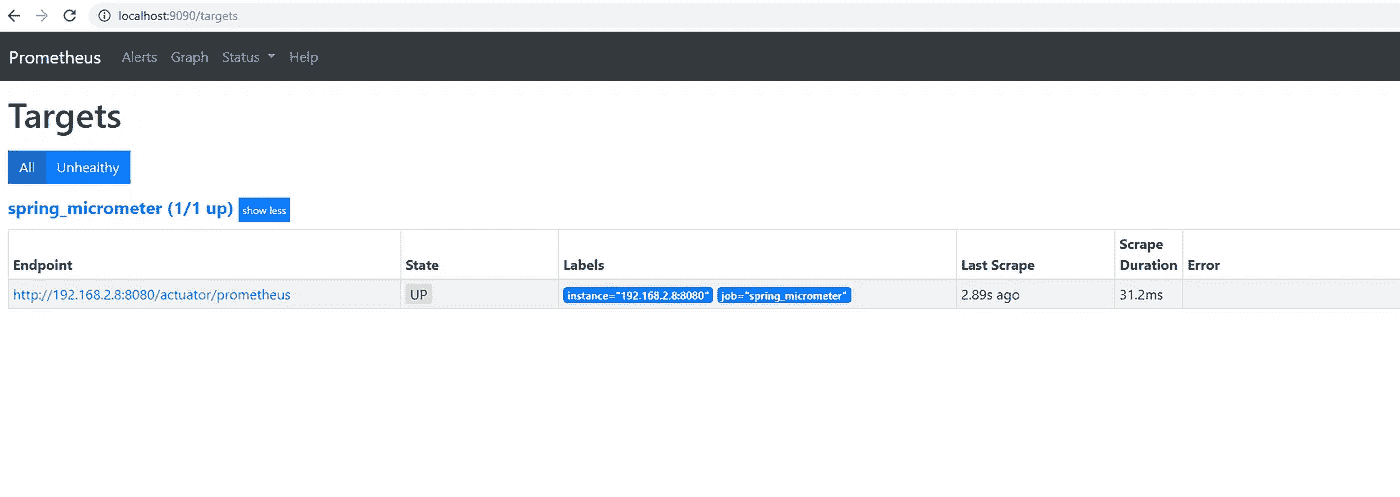 localhost:9090/targets
Prometheus Alerts Graph Status Help
Targets
All Unhealthy
spring_micrometer (1/1 up) show less
Endpoint State Labels Last Scrape Scrape Duration Error
http://192.168.2.8:8080/actuator/prometheus UP instance="192.168.2.8:8080" job="spring_micrometer" 2.89s ago 31.2ms